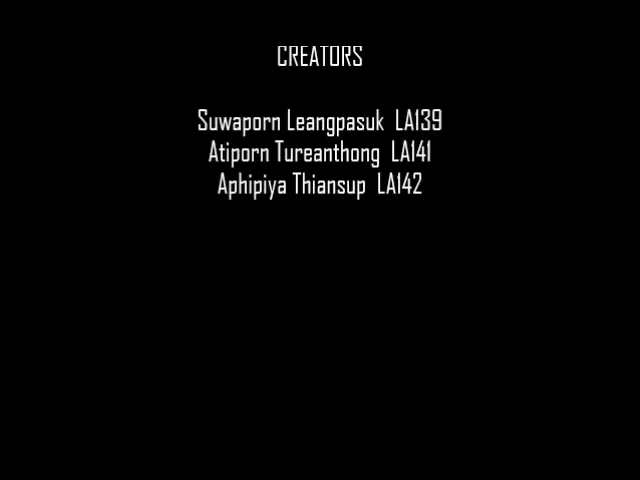 CREATORS
Suwaporn Leangpasuk LA139
Atiporn Tureanthong LA141
Aphipiya Thiansup LA142